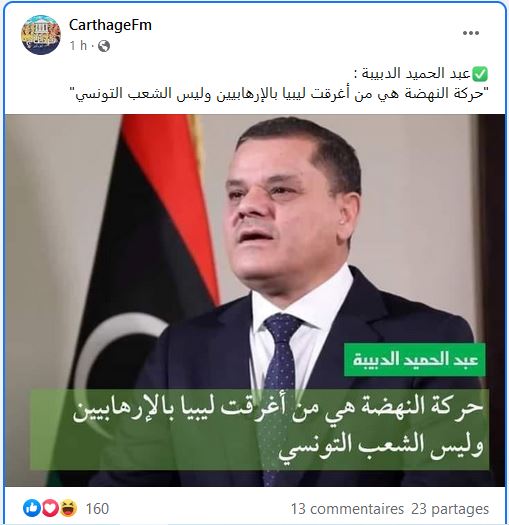 CarthageFm
1 h ·
✅عبد الحميد الدبيبة :
"حركة النهضة هي من أغرقت ليبيا بالإرهابيين وليس الشعب التونسي"
عبد الحميد الدبيبة
حركة النهضة هي من أغرقت ليبيا بالإرهابيين
وليس الشعب التونسي
160
13 commentaires 23 partages